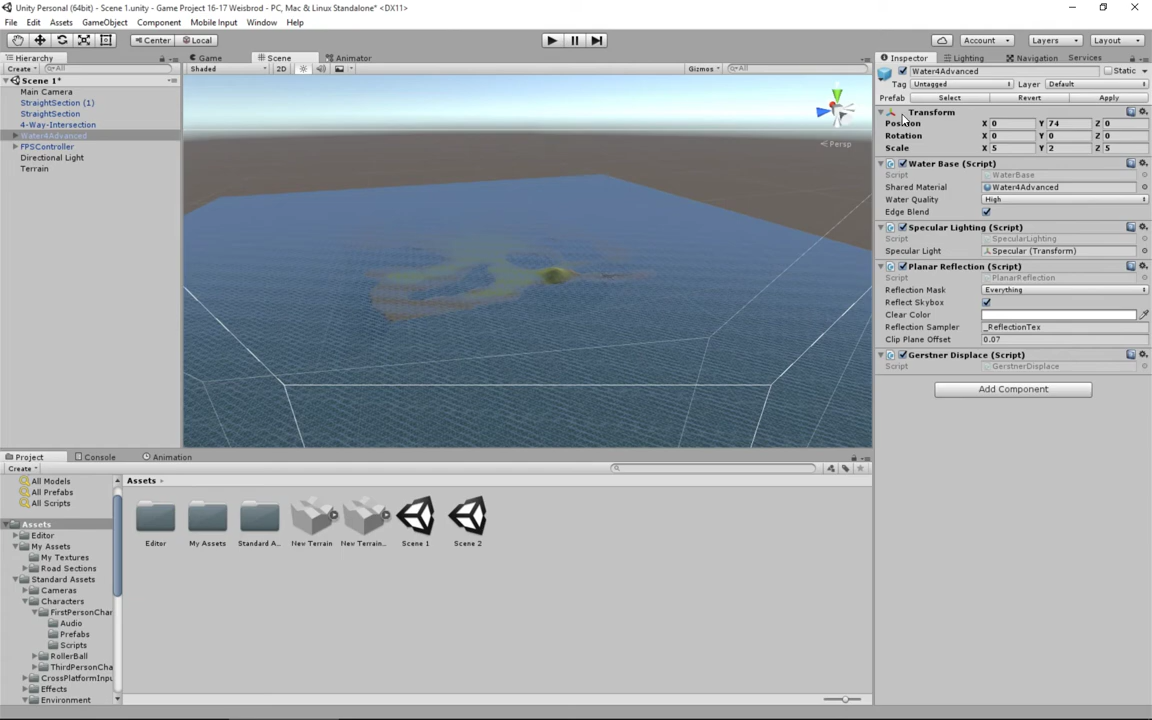 Unity Personal (64bit) - Scene 1.unity - Game Project 16-17 Weisbrod - PC, Mac & Linux Standalone* <DX11>
File Edit Assets GameObject Component Mobile Input Window Help
Center Local Account Layers Layout
Hierarchy
Create All
Scene 1*
Main Camera
StraightSection (1)
StraightSection
4-Way-Intersection
Water4Advanced
FPSController
Directional Light
Terrain
Game Scene Animator
Shaded 2D Gizmos All
Persp
Inspector Lighting Navigation Services
Water4Advanced Static
Tag Untagged Layer Default
Prefab Select Revert Apply
Transform
Position X 0 Y 74 Z 0
Rotation X 0 Y 0 Z 0
Scale X 5 Y 2 Z 5
Water Base (Script)
Script WaterBase
Shared Material Water4Advanced
Water Quality High
Edge Blend
Specular Lighting (Script)
Script SpecularLighting
Specular Light Specular (Transform)
Planar Reflection (Script)
Script PlanarReflection
Reflection Mask Everything
Reflect Skybox
Clear Color
Reflection Sampler _ReflectionTex
Clip Plane Offset 0.07
Gerstner Displace (Script)
Script GerstnerDisplace
Add Component
Project Console Animation
Create
All Models
All Prefabs
All Scripts
Assets
Editor
My Assets
My Textures
Road Sections
Standard Assets
Cameras
Characters
FirstPersonChar
Audio
Prefabs
Scripts
RollerBall
ThirdPersonCha
CrossPlatformInpu
Effects
Environment
Assets
Editor My Assets Standard A... New Terrain New Terrain... Scene 1 Scene 2